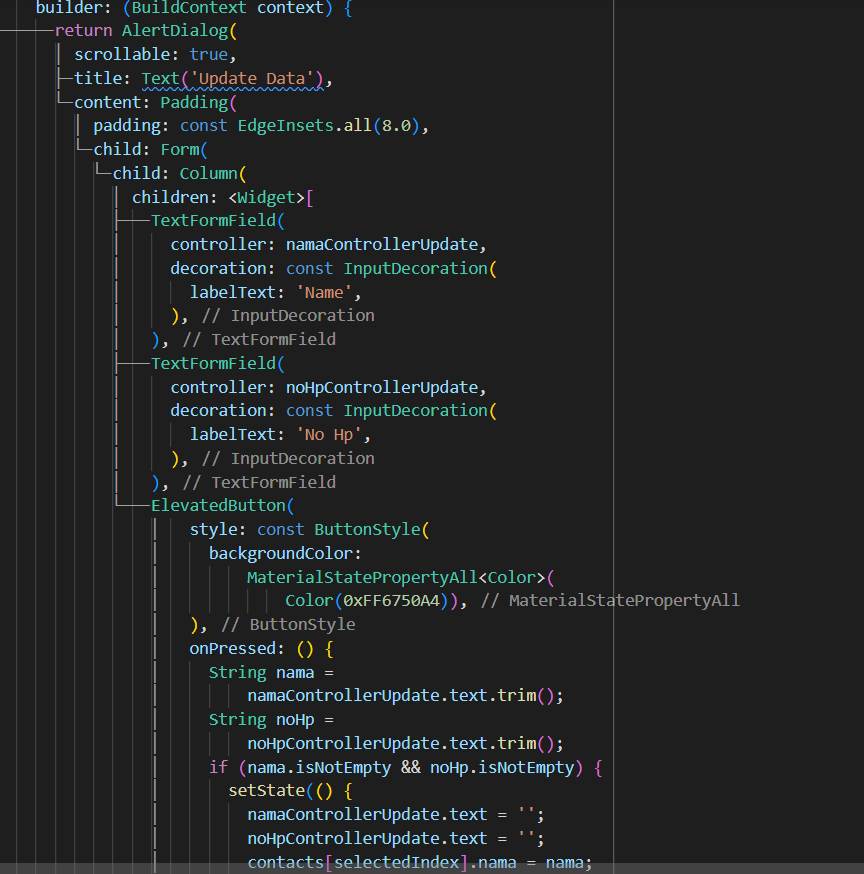 builder: (BuildContext context) {
return AlertDialog(
scrollable: true,
title: Text('Update Data'),
content: Padding(
padding: const EdgeInsets.all(8.0),
child: Form(
child: Column(
children: <Widget>[
TextFormField(
controller: namaControllerUpdate,
decoration: const InputDecoration(
labelText: 'Name',
), // InputDecoration
), // TextFormField
TextFormField(
controller: noHpControllerUpdate,
decoration: const InputDecoration(
labelText: 'No Hp',
), // InputDecoration
), // TextFormField
ElevatedButton(
style: const ButtonStyle(
backgroundColor:
MaterialStatePropertyAll<Color>(
Color(0xFF6750A4)), // MaterialStatePropertyAll
), // ButtonStyle
onPressed: () {
String nama =
namaControllerUpdate.text.trim();
String noHp =
noHpControllerUpdate.text.trim();
if (nama.isNotEmpty && noHp.isNotEmpty) {
setState(() {
namaControllerUpdate.text = '';
noHpControllerUpdate.text = '';
contacts[selectedIndex].nama = nama;